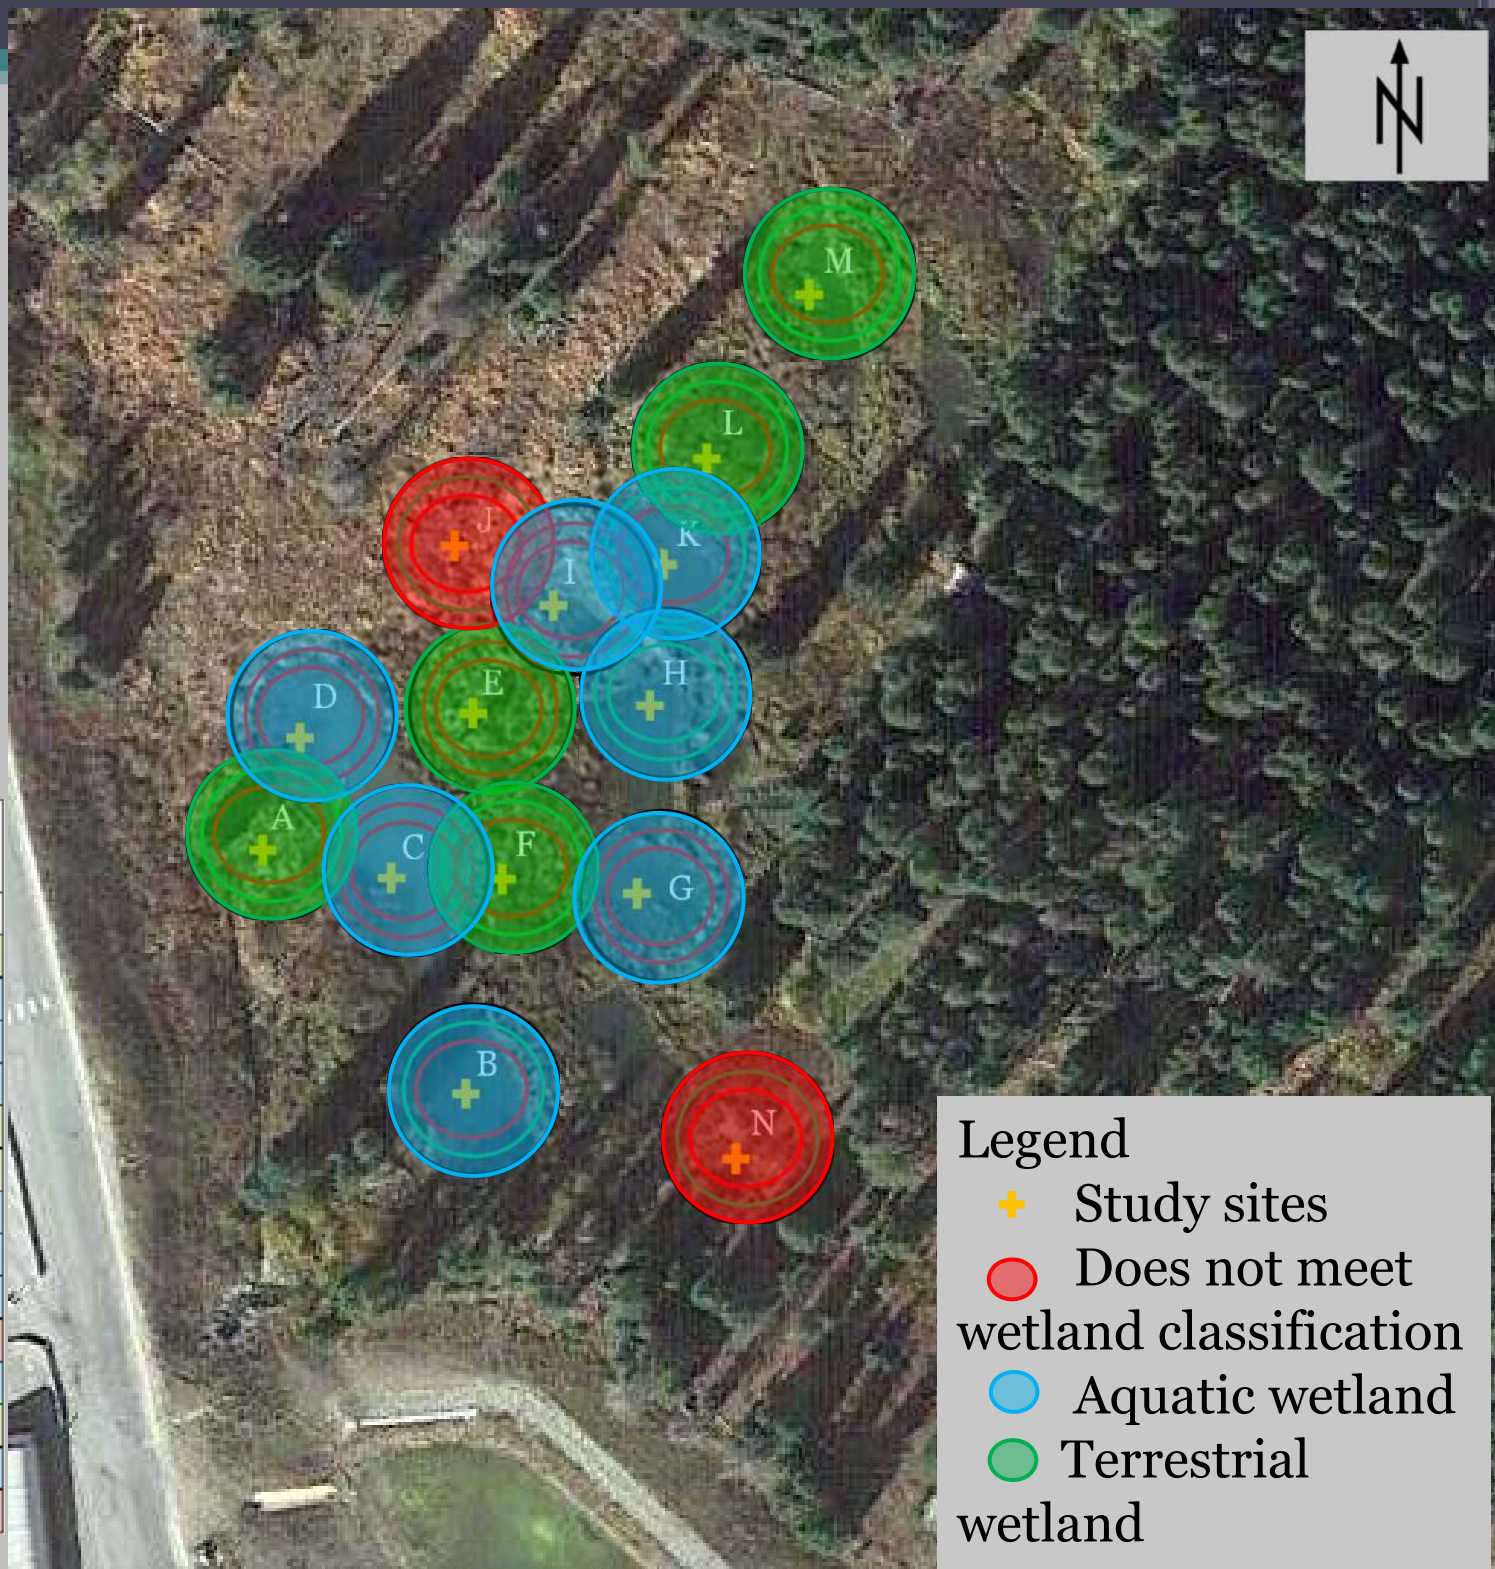 N
M
L
J
K
I
H
E
D
A
C
F
G
B
N
Legend
Study sites
Does not meet
wetland classification
Aquatic wetland
Terrestrial
wetland